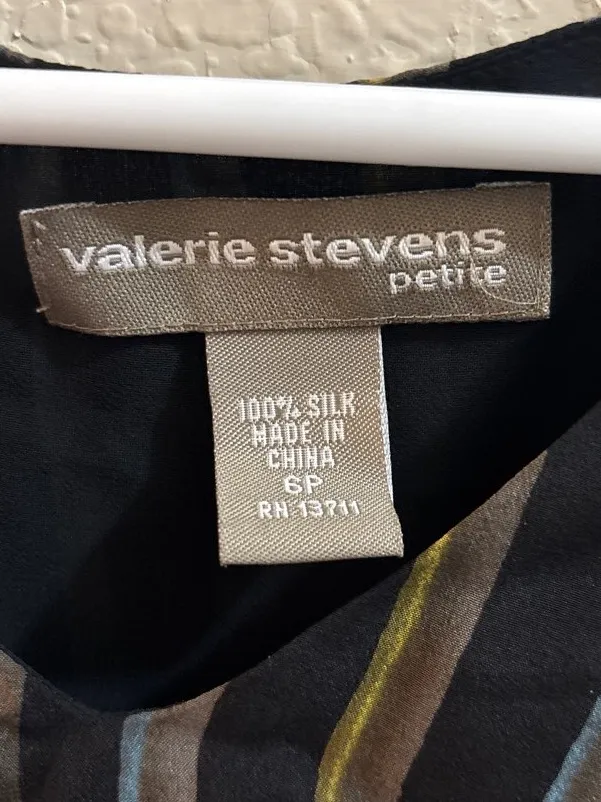 valerie stevens
petite
100% SILK
MADE IN
CHINA
6P
RN 13711